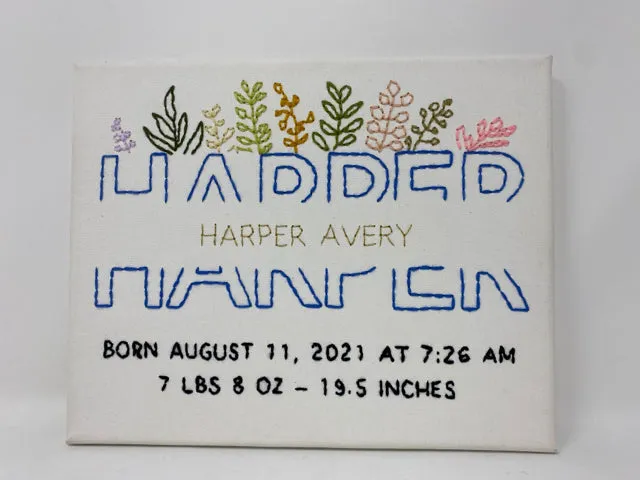 HARPER
HARPER AVERY
BORN AUGUST 11, 2021 AT 7:26 AM
7 LBS 8 OZ - 19.5 INCHES